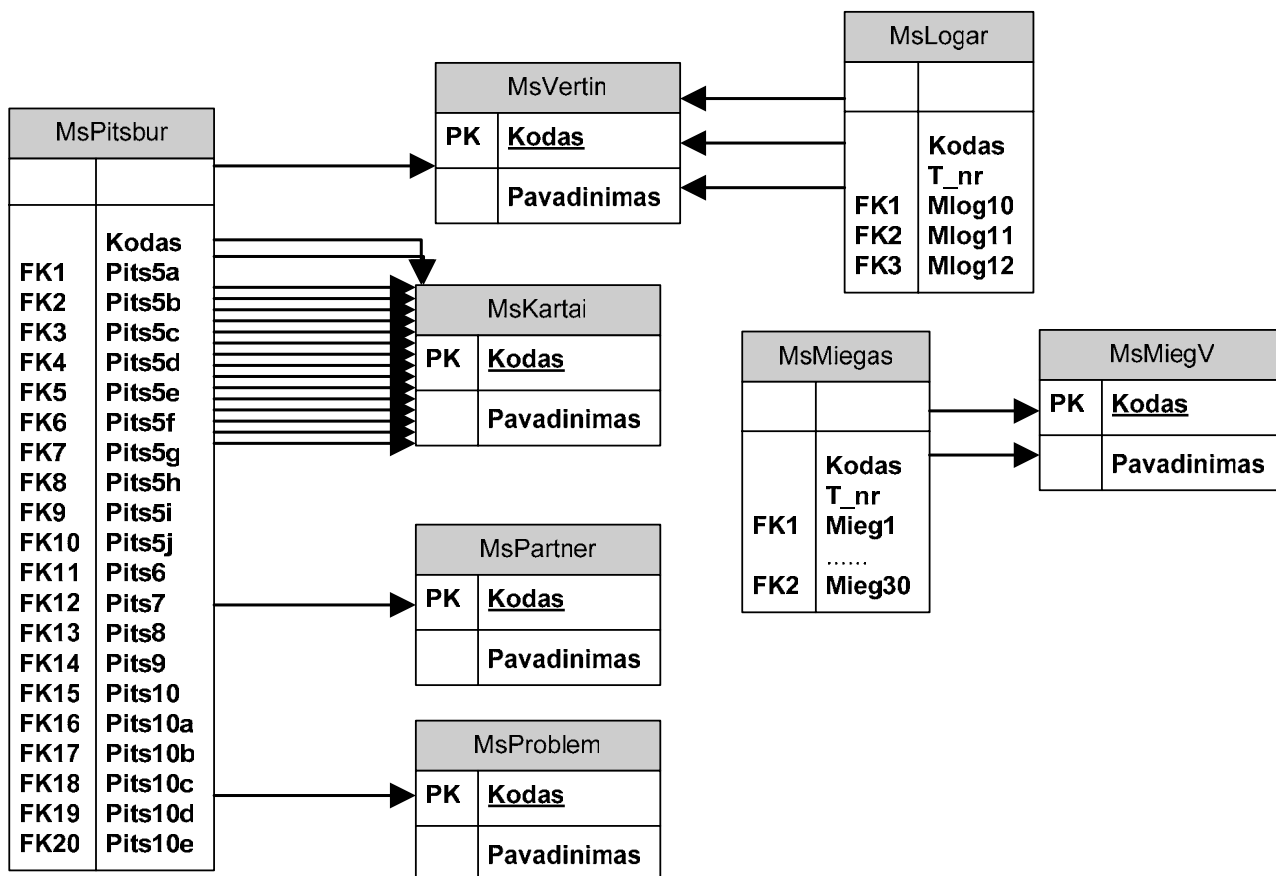 MsPitsbur
Kodas
FK1 Pits5a
FK2 Pits5b
FK3 Pits5c
FK4 Pits5d
FK5 Pits5e
FK6 Pits5f
FK7 Pits5g
FK8 Pits5h
FK9 Pits5i
FK10 Pits5j
FK11 Pits6
FK12 Pits7
FK13 Pits8
FK14 Pits9
FK15 Pits10
FK16 Pits10a
FK17 Pits10b
FK18 Pits10c
FK19 Pits10d
FK20 Pits10e
MsVertin
PK Kodas
Pavadinimas
MsKartai
PK Kodas
Pavadinimas
MsPartner
PK Kodas
Pavadinimas
MsProblem
PK Kodas
Pavadinimas
MsLogar
Kodas
T_nr
FK1 Mlog10
FK2 Mlog11
FK3 Mlog12
MsMiegas
Kodas
T_nr
FK1 Mieg1
......
FK2 Mieg30
MsMiegV
PK Kodas
Pavadinimas